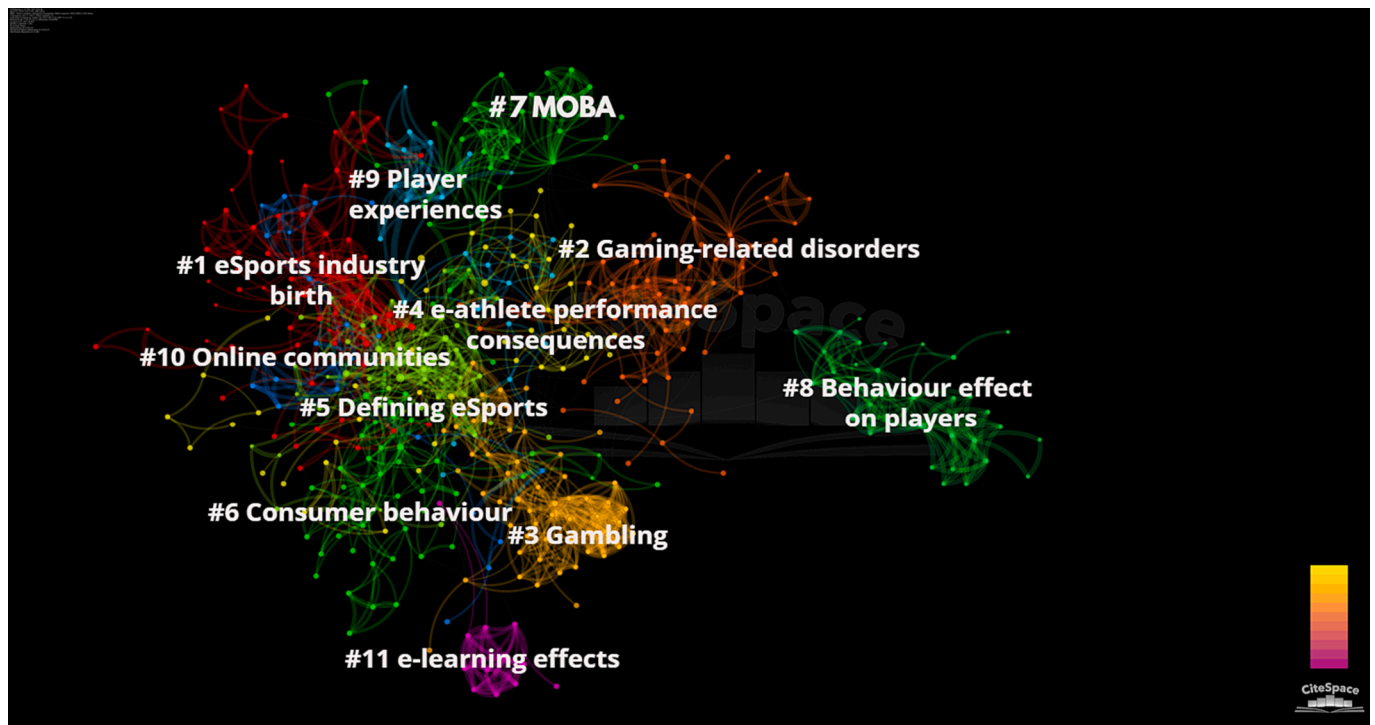 #7 MOBA
#9 Player
experiences
#2 Gaming-related disorders
#1 eSports industry
birth
#4 e-athlete performance
consequences
#10 Online communities
#8 Behaviour effect
on players
#5 Defining eSports
#6 Consumer behaviour
#3 Gambling
#11 e-learning effects
CiteSpace